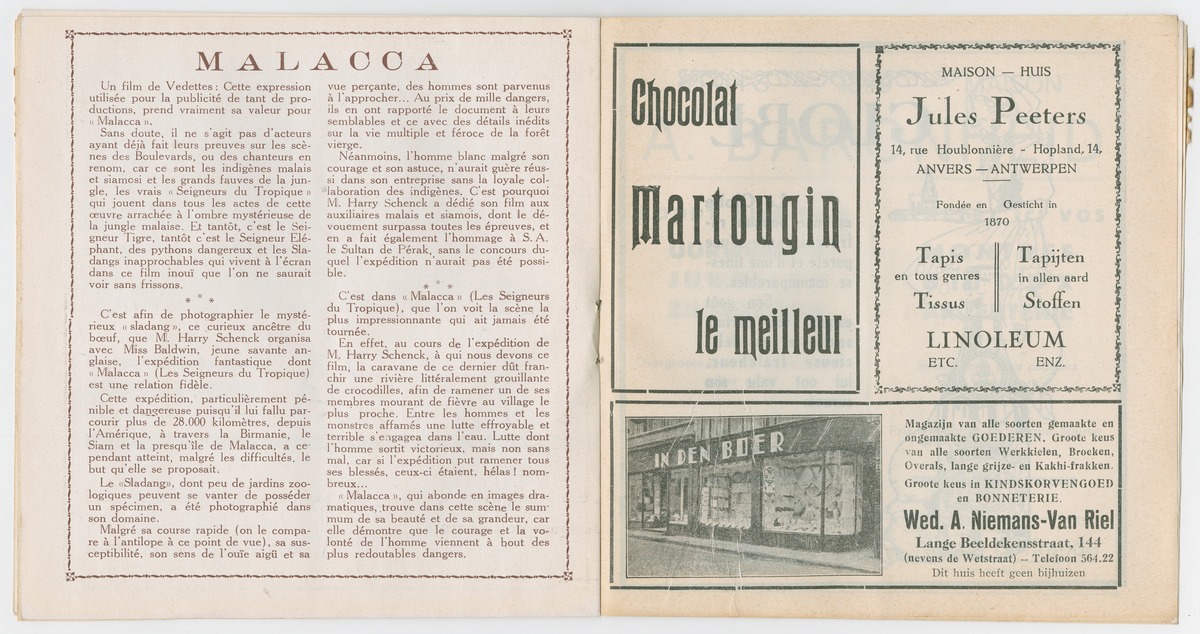 MALACCA
Un film de Vedettes : Cette expression
utilisée pour la publicité de tant de pro-
ductions, prend vraiment sa valeur pour
« Malacca ».
Sans doute, il ne s'agit pas d'acteurs
ayant déjà fait leurs preuves sur les scè-
nes des Boulevards, ou des chanteurs en
renom, car ce sont les indigènes malais
et siamosi et les grands fauves de la jun-
gle, les vrais « Seigneurs du Tropique »
qui jouent dans tous les actes de cette
œuvre arrachée à l'ombre mystérieuse de
la jungle malaise. Et tantôt, c'est le Sei-
gneur Tigre, tantôt c'est le Seigneur Elé-
phant, des pythons dangereux et les Sla-
dangs inapprochables qui vivent à l'écran
dans ce film inouï que l'on ne saurait
voir sans frissons.
* * *
C'est afin de photographier le mysté-
rieux « sladang », ce curieux ancêtre du
bœuf, que M. Harry Schenck organisa
avec Miss Baldwin, jeune savante an-
glaise, l'expédition fantastique dont
« Malacca » (Les Seigneurs du Tropique)
est une relation fidèle.
Cette expédition, particulièrement pé-
nible et dangereuse puisqu'il lui fallu par-
courir plus de 28.000 kilomètres, depuis
l'Amérique, à travers la Birmanie, le
Siam et la presqu'île de Malacca, a ce-
pendant atteint, malgré les difficultés, le
but qu'elle se proposait.
Le «Sladang», dont peu de jardins zoo-
logiques peuvent se vanter de posséder
un spécimen, a été photographié dans
son domaine.
Malgré sa course rapide (on le compa-
re à l'antilope à ce point de vue), sa sus-
ceptibilité, son sens de l'ouïe aigü et sa
vue perçante, des hommes sont parvenus
à l'approcher... Au prix de mille dangers,
ils en ont rapporté le document à leurs
semblables et ce avec des détails inédits
sur la vie multiple et féroce de la forêt
vierge.
Néanmoins, l'homme blanc malgré son
courage et son astuce, n'aurait guère réus-
si dans son entreprise sans la loyale col-
laboration des indigènes. C'est pourquoi
M. Harry Schenck a dédié son film aux
auxiliaires malais et siamois, dont le dé-
vouement surpassa toutes les épreuves, et
en a fait également l'hommage à S. A.
le Sultan de Pérak, sans le concours du-
quel l'expédition n'aurait pas été possi-
ble.
* * *
C'est dans « Malacca » (Les Seigneurs
du Tropique), que l'on voit la scène la
plus impressionnante qui ait jamais été
tournée.
En effet, au cours de l'expédition de
M. Harry Schenck, à qui nous devons ce
film, la caravane de ce dernier dût fran-
chir une rivière littéralement grouillante
de crocodilles, afin de ramener un de ses
membres mourant de fièvre au village le
plus proche. Entre les hommes et les
monstres affamés une lutte effroyable et
terrible s'engagea dans l'eau. Lutte dont
l'homme sortit victorieux, mais non sans
mal, car si l'expédition put ramener tous
ses blessés, ceux-ci étaient, hélas ! nom-
breux...
« Malacca », qui abonde en images dra-
matiques, trouve dans cette scène le sum-
mum de sa beauté et de sa grandeur, car
elle démontre que le courage et la vo-
lonté de l'homme viennent à bout des
plus redoutables dangers.
Chocolat
Martougin
le meilleur
MAISON — HUIS
Jules Peeters
14, rue Houblonnière - Hopland, 14,
ANVERS — ANTWERPEN
Fondée en Gesticht in
1870
Tapis Tapijten
en tous genres in allen aard
Tissus Stoffen
LINOLEUM
ETC. ENZ.
IN DEN BOER
Magazijn van alle soorten gemaakte en
ongemaakte GOEDEREN. Groote keus
van alle soorten Werkkielen, Broeken,
Overals, lange grijze- en Kakhi-frakken.
Groote keus in KINDSKORVENGOED
en BONNETERIE.
Wed. A. Niemans-Van Riel
Lange Beeldekensstraat, 144
(nevens de Wetstraat) -- Telefoon 564.22
Dit huis heeft geen bijhuizen